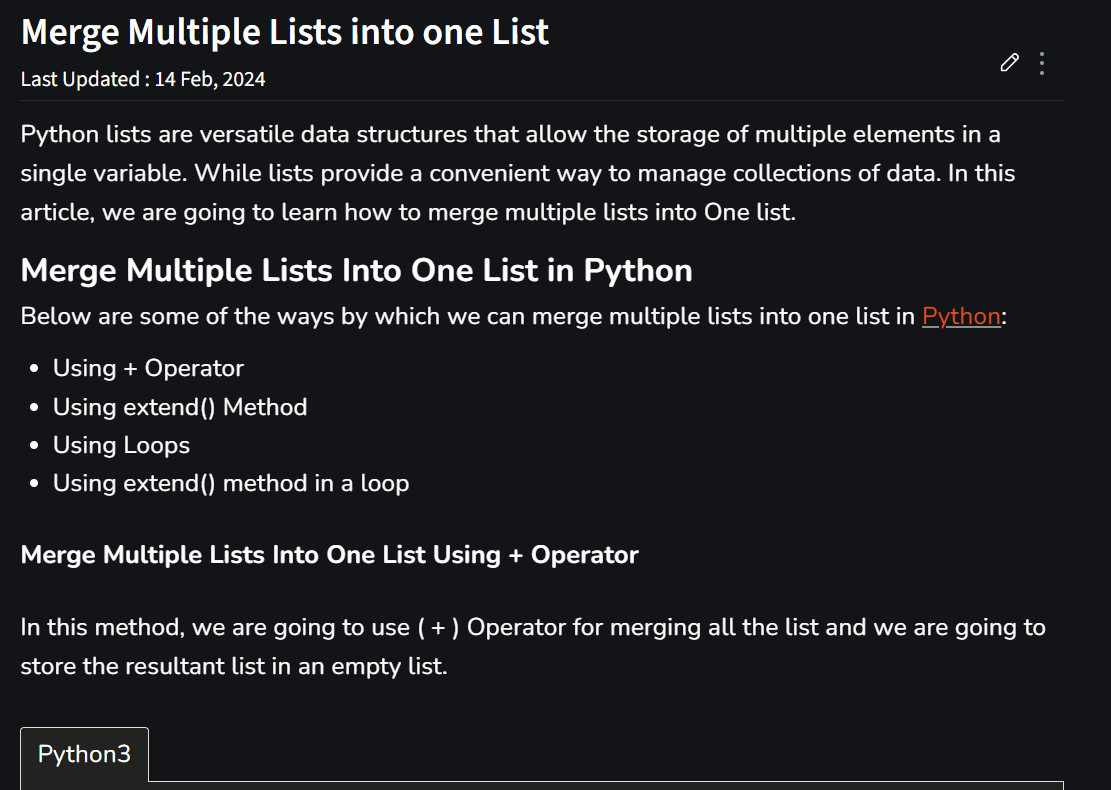 Merge Multiple Lists into one List
Last Updated : 14 Feb, 2024
Python lists are versatile data structures that allow the storage of multiple elements in a
single variable. While lists provide a convenient way to manage collections of data. In this
article, we are going to learn how to merge multiple lists into One list.
Merge Multiple Lists Into One List in Python
Below are some of the ways by which we can merge multiple lists into one list in Python:
• Using + Operator
• Using extend() Method
• Using Loops
• Using extend() method in a loop
Merge Multiple Lists Into One List Using + Operator
In this method, we are going to use ( + ) Operator for merging all the list and we are going to
store the resultant list in an empty list.
Python3